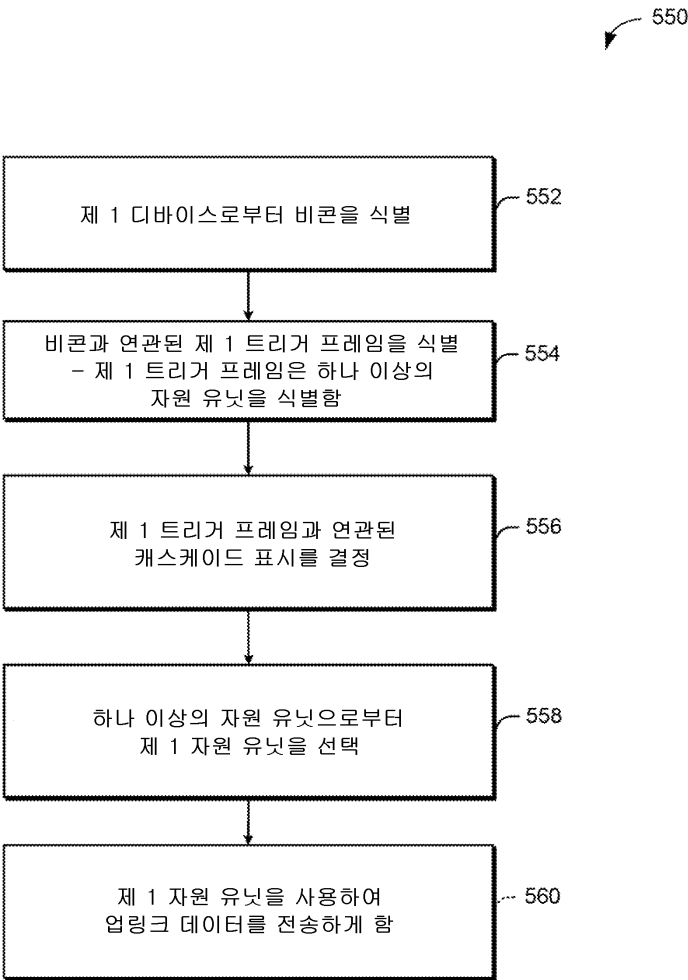 550
제 1 디바이스로부터 비콘을 식별
552
비콘과 연관된 제 1 트리거 프레임을 식별
– 제 1 트리거 프레임은 하나 이상의
자원 유닛을 식별함
554
제 1 트리거 프레임과 연관된
캐스케이드 표시를 결정
556
하나 이상의 자원 유닛으로부터
제 1 자원 유닛을 선택
558
제 1 자원 유닛을 사용하여
업링크 데이터를 전송하게 함
560